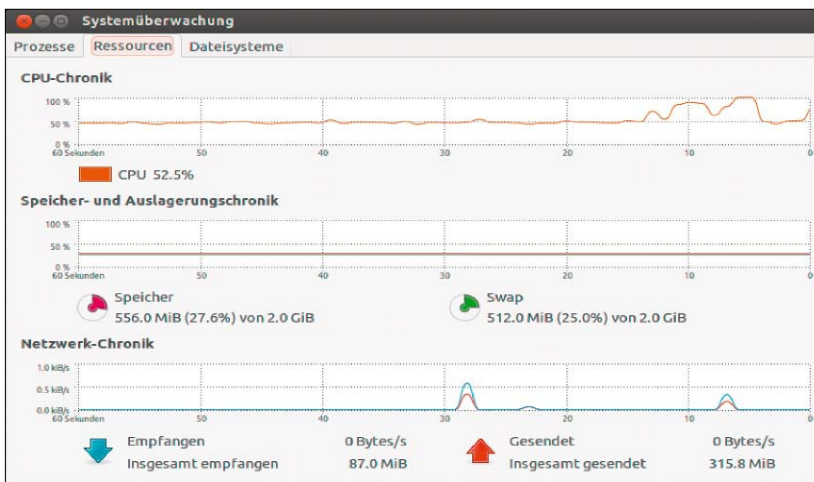 Systemüberwachung
Prozesse Ressourcen Dateisysteme
CPU-Chronik
100 %
50 %
0 %
60 Sekunden 50 40 30 20 10 0
CPU 52.5%
Speicher- und Auslagerungschronik
100 %
50 %
0 %
60 Sekunden 50 40 30 20 10 0
Speicher Swap
556.0 MiB (27.6%) von 2.0 GiB 512.0 MiB (25.0%) von 2.0 GiB
Netzwerk-Chronik
1.0 kiB/s
0.5 kiB/s
0.0 kiB/s
60 Sekunden 50 40 30 20 10 0
Empfangen 0 Bytes/s Gesendet 0 Bytes/s
Insgesamt empfangen 87.0 MiB Insgesamt gesendet 315.8 MiB